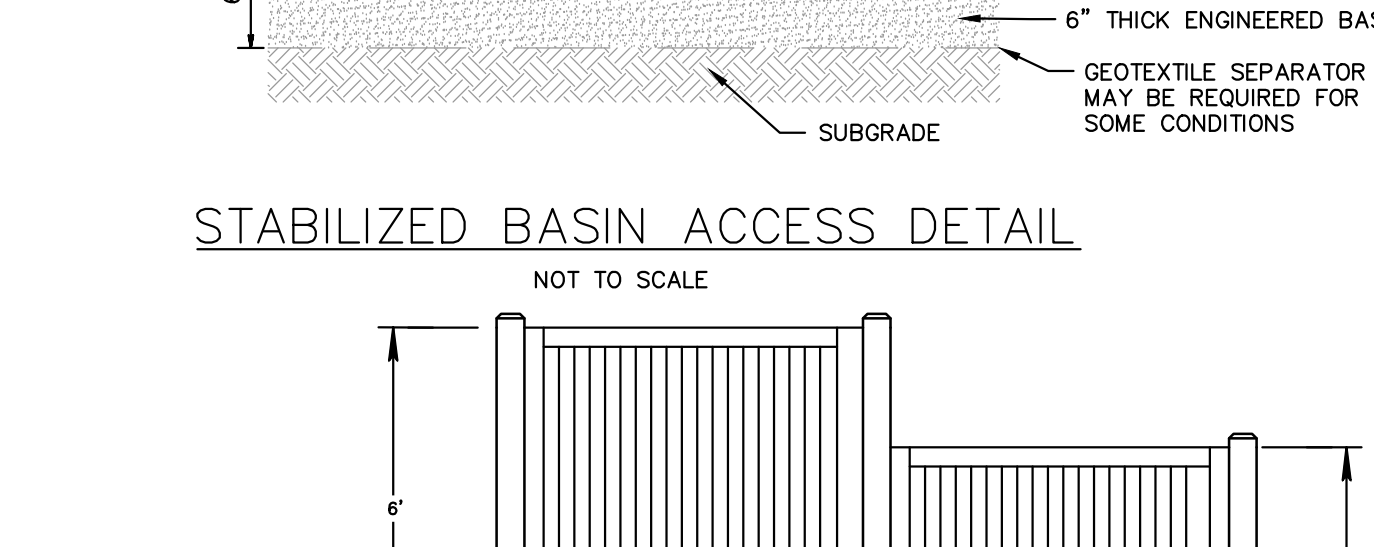 6” THICK ENGINEERED
GEOTEXTILE SEPARATOR
MAY BE REQUIRED FOR
SOME CONDITIONS
SUBGRADE
STABILIZED BASIN ACCESS DETAIL
NOT TO SCALE
6'